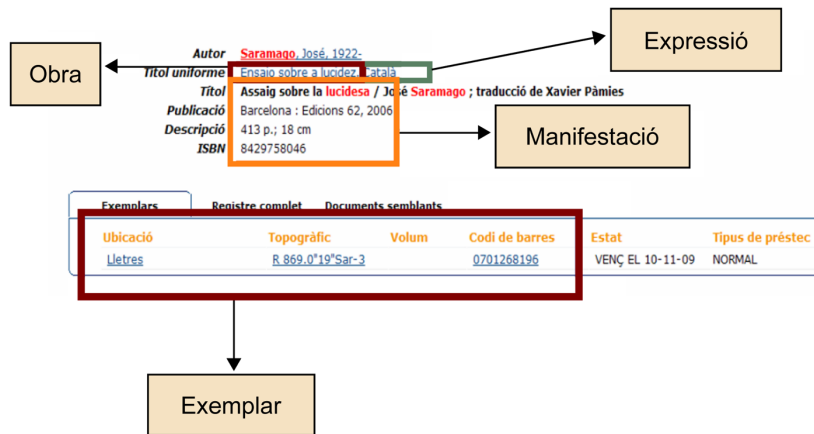 Expressió
Obra
Autor Saramago, José, 1922-
Títol uniforme Ensaio sobre a lucidez. Català
Títol Assaig sobre la lucidesa / José Saramago ; traducció de Xavier Pàmies
Publicació Barcelona : Edicions 62, 2006
Descripció 413 p.; 18 cm
ISBN 8429758046
Manifestació
Exemplars Registre complet Documents semblants
Ubicació Topogràfic Volum Codi de barres Estat Tipus de préstec
Lletres R 869.0"19"Sar-3 0701268196 VENÇ EL 10-11-09 NORMAL
Exemplar